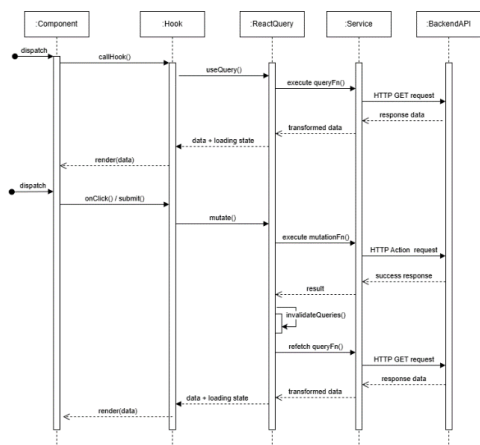 :Component :Hook :ReactQuery :Service :BackendAPI
dispatch
callHook()
useQuery()
execute queryFn()
HTTP GET request
response data
transformed data
data + loading state
render(data)
dispatch
onClick() / submit()
mutate()
execute mutationFn()
HTTP Action request
success response
result
invalidateQueries()
refetch queryFn()
HTTP GET request
response data
transformed data
data + loading state
render(data)